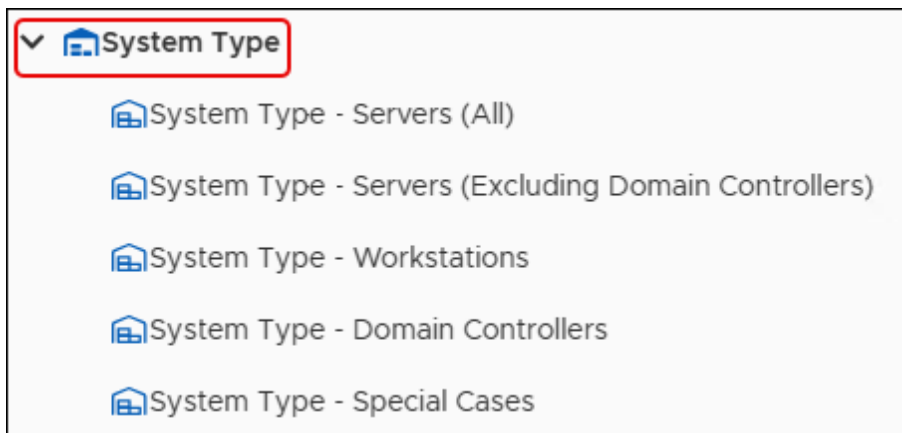 System Type
System Type - Servers (All)
System Type - Servers (Excluding Domain Controllers)
System Type - Workstations
System Type - Domain Controllers
System Type - Special Cases